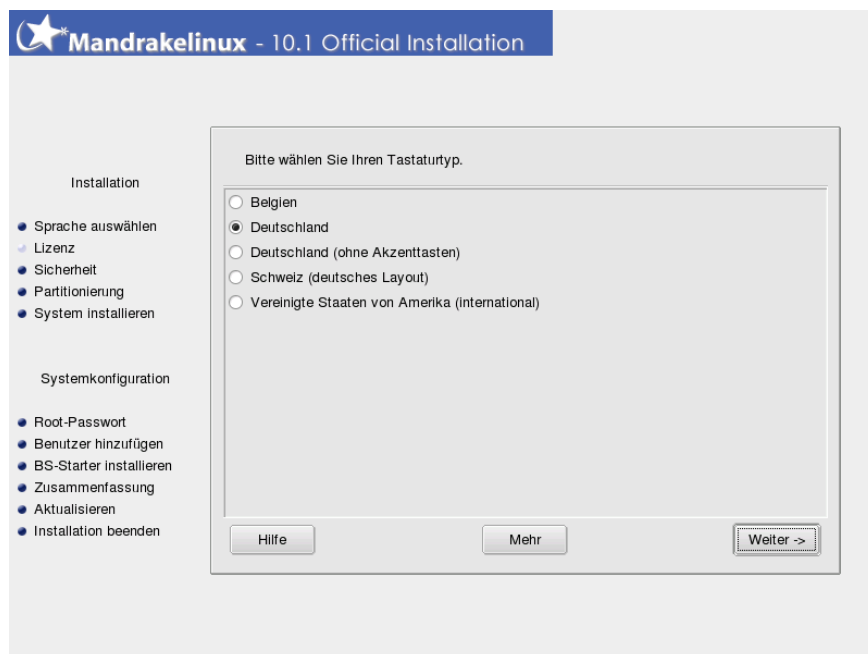 Mandrakelinux - 10.1 Official Installation
Installation
Sprache auswählen
Lizenz
Sicherheit
Partitionierung
System installieren
Systemkonfiguration
Root-Passwort
Benutzer hinzufügen
BS-Starter installieren
Zusammenfassung
Aktualisieren
Installation beenden
Bitte wählen Sie Ihren Tastaturtyp.
Belgien
Deutschland
Deutschland (ohne Akzenttasten)
Schweiz (deutsches Layout)
Vereinigte Staaten von Amerika (international)
Hilfe
Mehr
Weiter ->